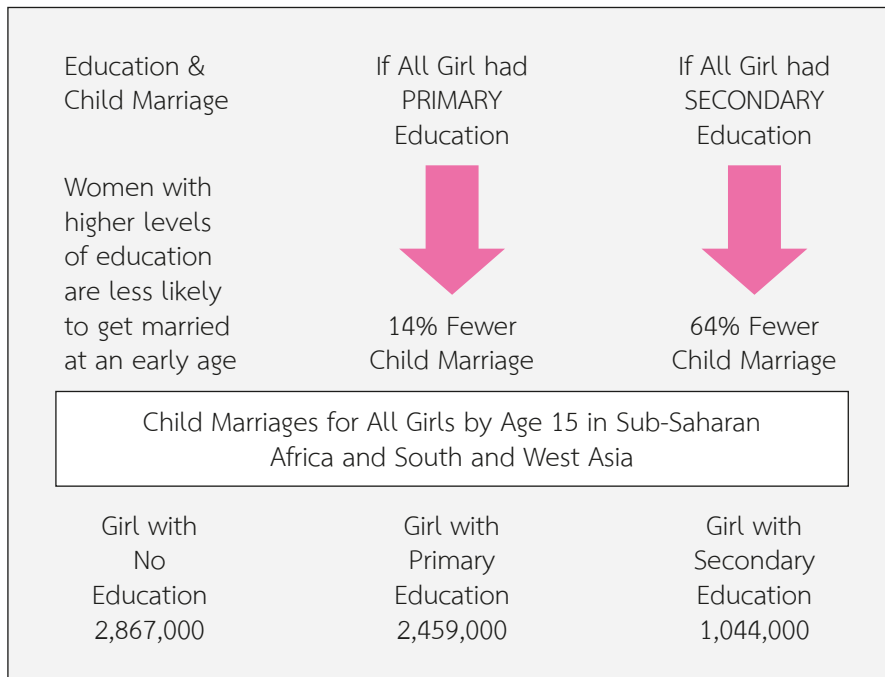 Education &
Child Marriage
Women with
higher levels
of education
are less likely
to get married
at an early age
If All Girl had
PRIMARY
Education
14% Fewer
Child Marriage
If All Girl had
SECONDARY
Education
64% Fewer
Child Marriage
Child Marriages for All Girls by Age 15 in Sub-Saharan
Africa and South and West Asia
Girl with
No
Education
2,867,000
Girl with
Primary
Education
2,459,000
Girl with
Secondary
Education
1,044,000